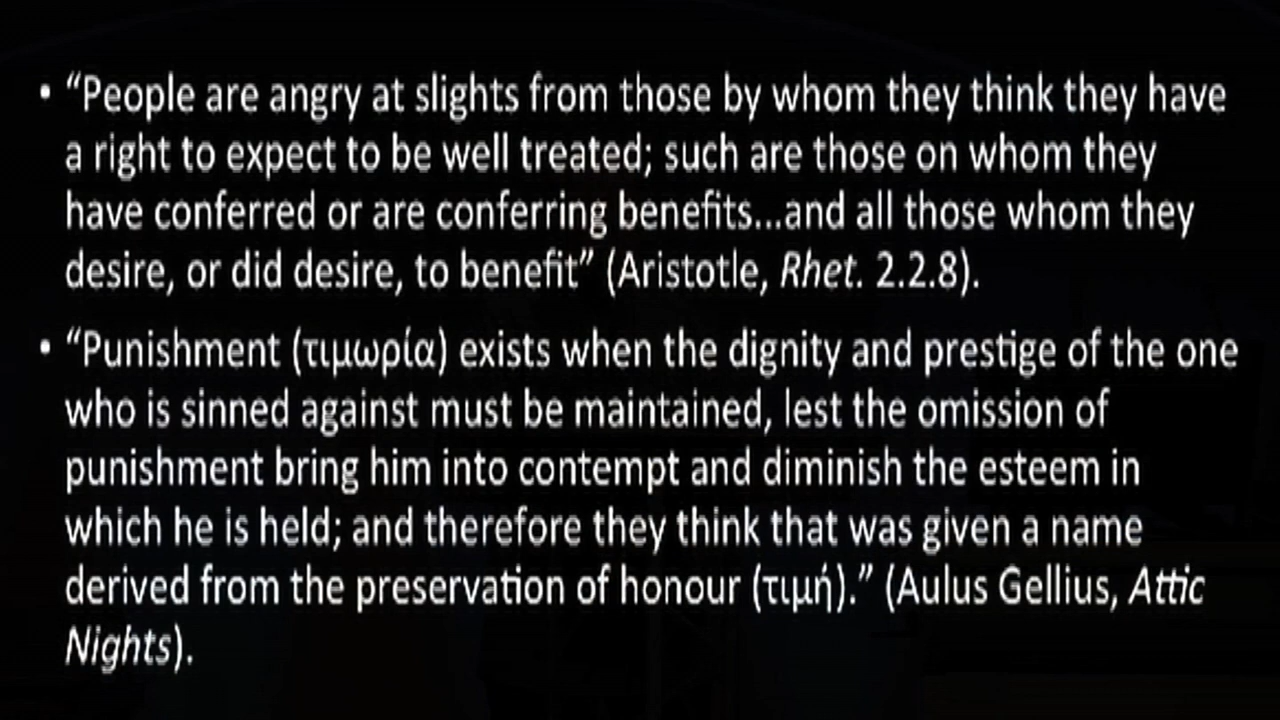 • “People are angry at slights from those by whom they think they have
a right to expect to be well treated; such are those on whom they
have conferred or are conferring benefits...and all those whom they
desire, or did desire, to benefit” (Aristotle, Rhet. 2.2.8).
• “Punishment (τιμωρία) exists when the dignity and prestige of the one
who is sinned against must be maintained, lest the omission of
punishment bring him into contempt and diminish the esteem in
which he is held; and therefore they think that was given a name
derived from the preservation of honour (τιμή).” (Aulus Gellius, Attic
Nights).